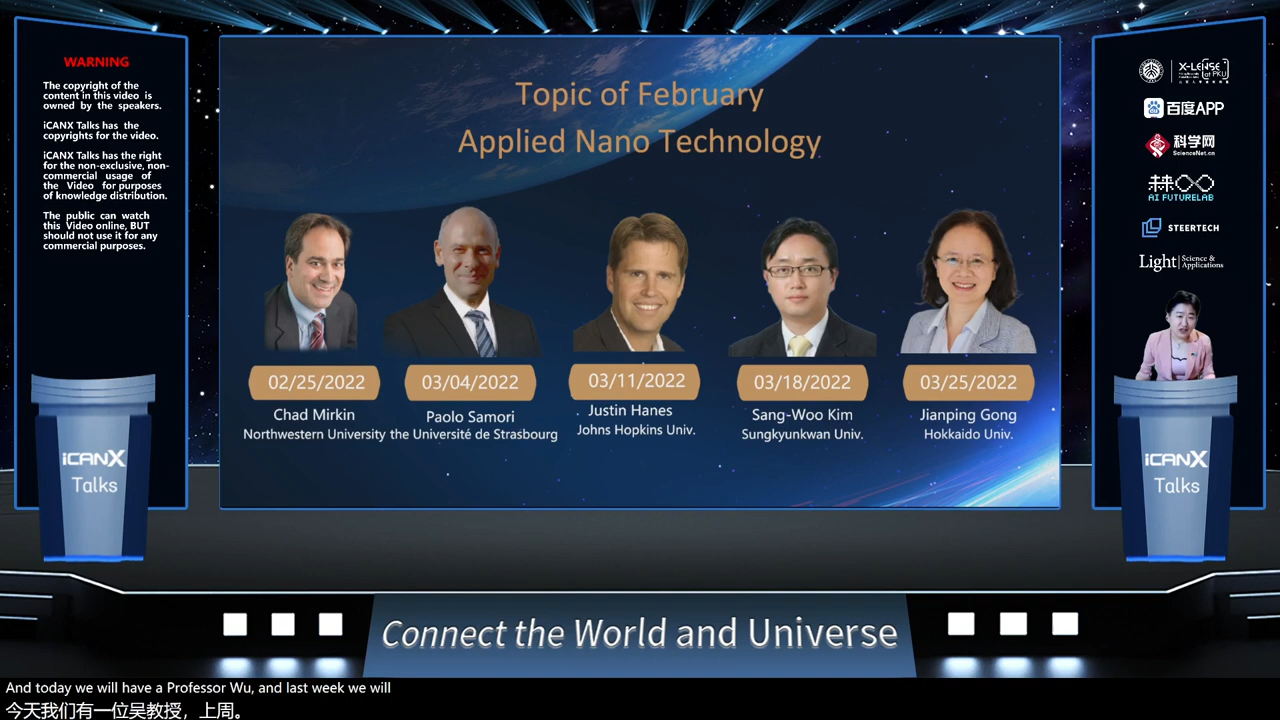 WARNING
The copyright of the
content in this video is
owned by the speakers.
iCANX Talks has the
copyrights for the video.
iCANX Talks has the right
for the non-exclusive, non-
commercial usage of
the Video for purposes
of knowledge distribution.
The public can watch
this Video online, BUT
should not use it for any
commercial purposes.
iCANX
Talks
Topic of February
Applied Nano Technology
02/25/2022
Chad Mirkin
Northwestern University
03/04/2022
Paolo Samori
the Université de Strasbourg
03/11/2022
Justin Hanes
Johns Hopkins Univ.
03/18/2022
Sang-Woo Kim
Sungkyunkwan Univ.
03/25/2022
Jianping Gong
Hokkaido Univ.
X-LENSE
at PKU
百度APP
科学网
ScienceNet.cn
未来
AI FUTURELAB
STEERTECH
Light Science & Applications
iCANX
Talks
Connect the World and Universe
And today we will have a Professor Wu, and last week we will
今天我们有一位吴教授，上周。